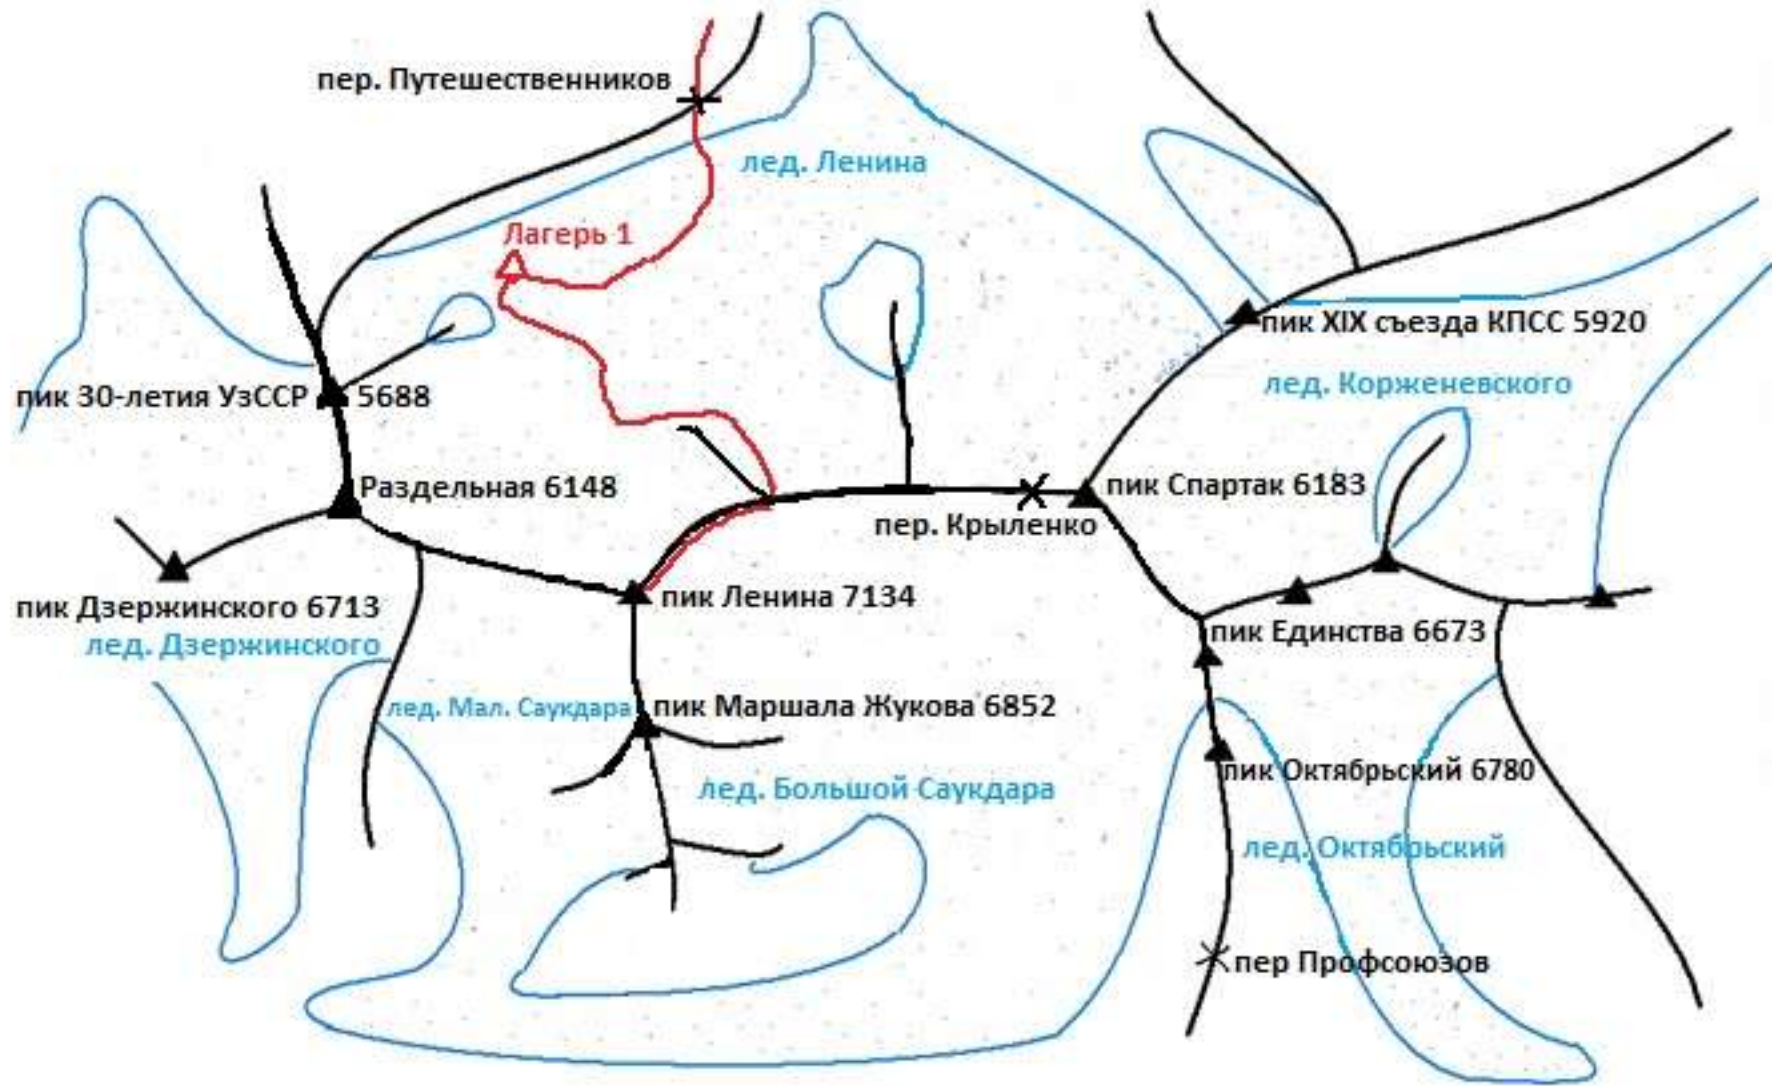 пер. Путешественников
лед. Ленина
Лагерь 1
пик XIX съезда КПСС 5920
лед. Корженевского
пик 30-летия УзССР 5688
Раздельная 6148
пик Спартак 6183
пер. Крыленко
пик Дзержинского 6713
пик Ленина 7134
пик Единства 6673
лед. Дзержинского
лед. Мал. Саукдара
пик Маршала Жукова 6852
пик Октябрьский 6780
лед. Большой Саукдара
лед. Октябрьский
пер Профсоюзов